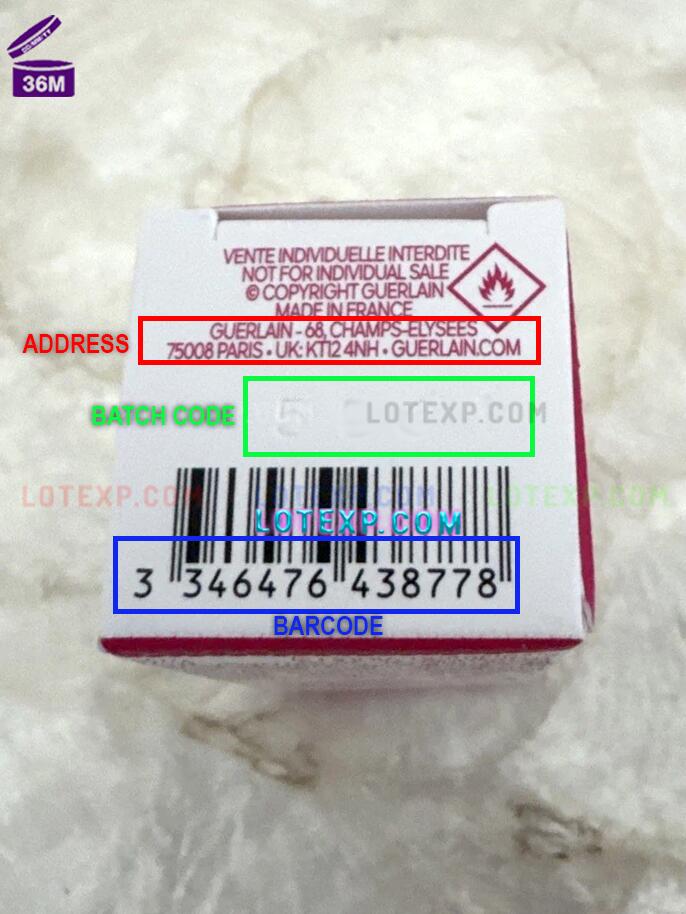 36M
VENTE INDIVIDUELLE INTERDITE
NOT FOR INDIVIDUAL SALE
© COPYRIGHT GUERLAIN
MADE IN FRANCE
GUERLAIN - 68, CHAMPS-ELYSEES
ADDRESS
75008 PARIS • UK: KT12 4NH • GUERLAIN.COM
BATCH CODE
LOTEXP.COM
LOTEXP.COM LOTEXP.COM LOTEXP.COM
LOTEXP.COM
3 346476 438778
BARCODE